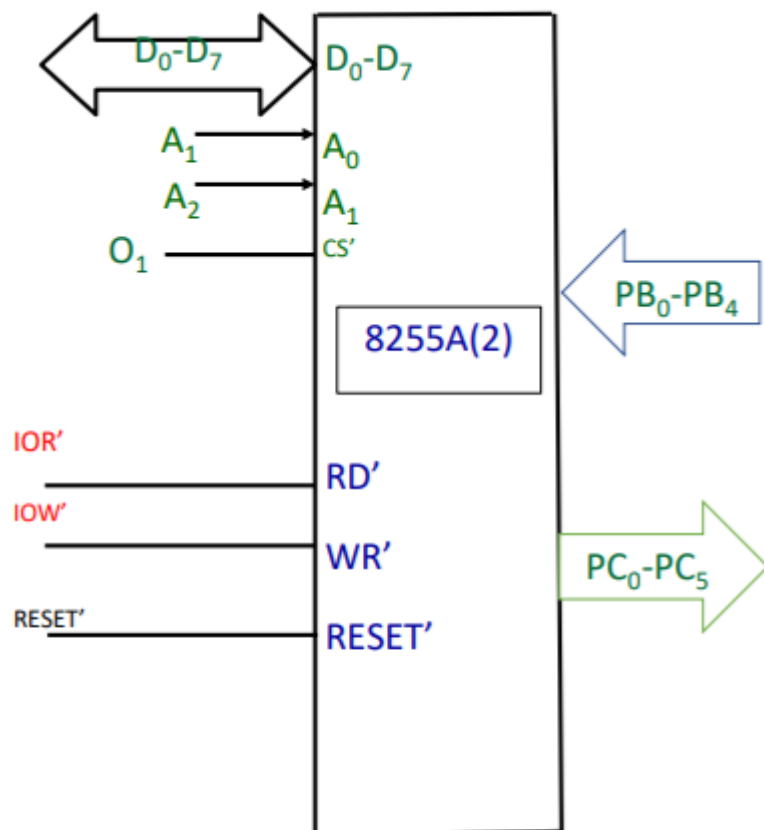 D₀-D₇ D₀-D₇
A₁ A₀
A₂ A₁
O₁ CS’
PB₀-PB₄
8255A(2)
IOR’
RD’
IOW’
WR’
PC₀-PC₅
RESET’ RESET’